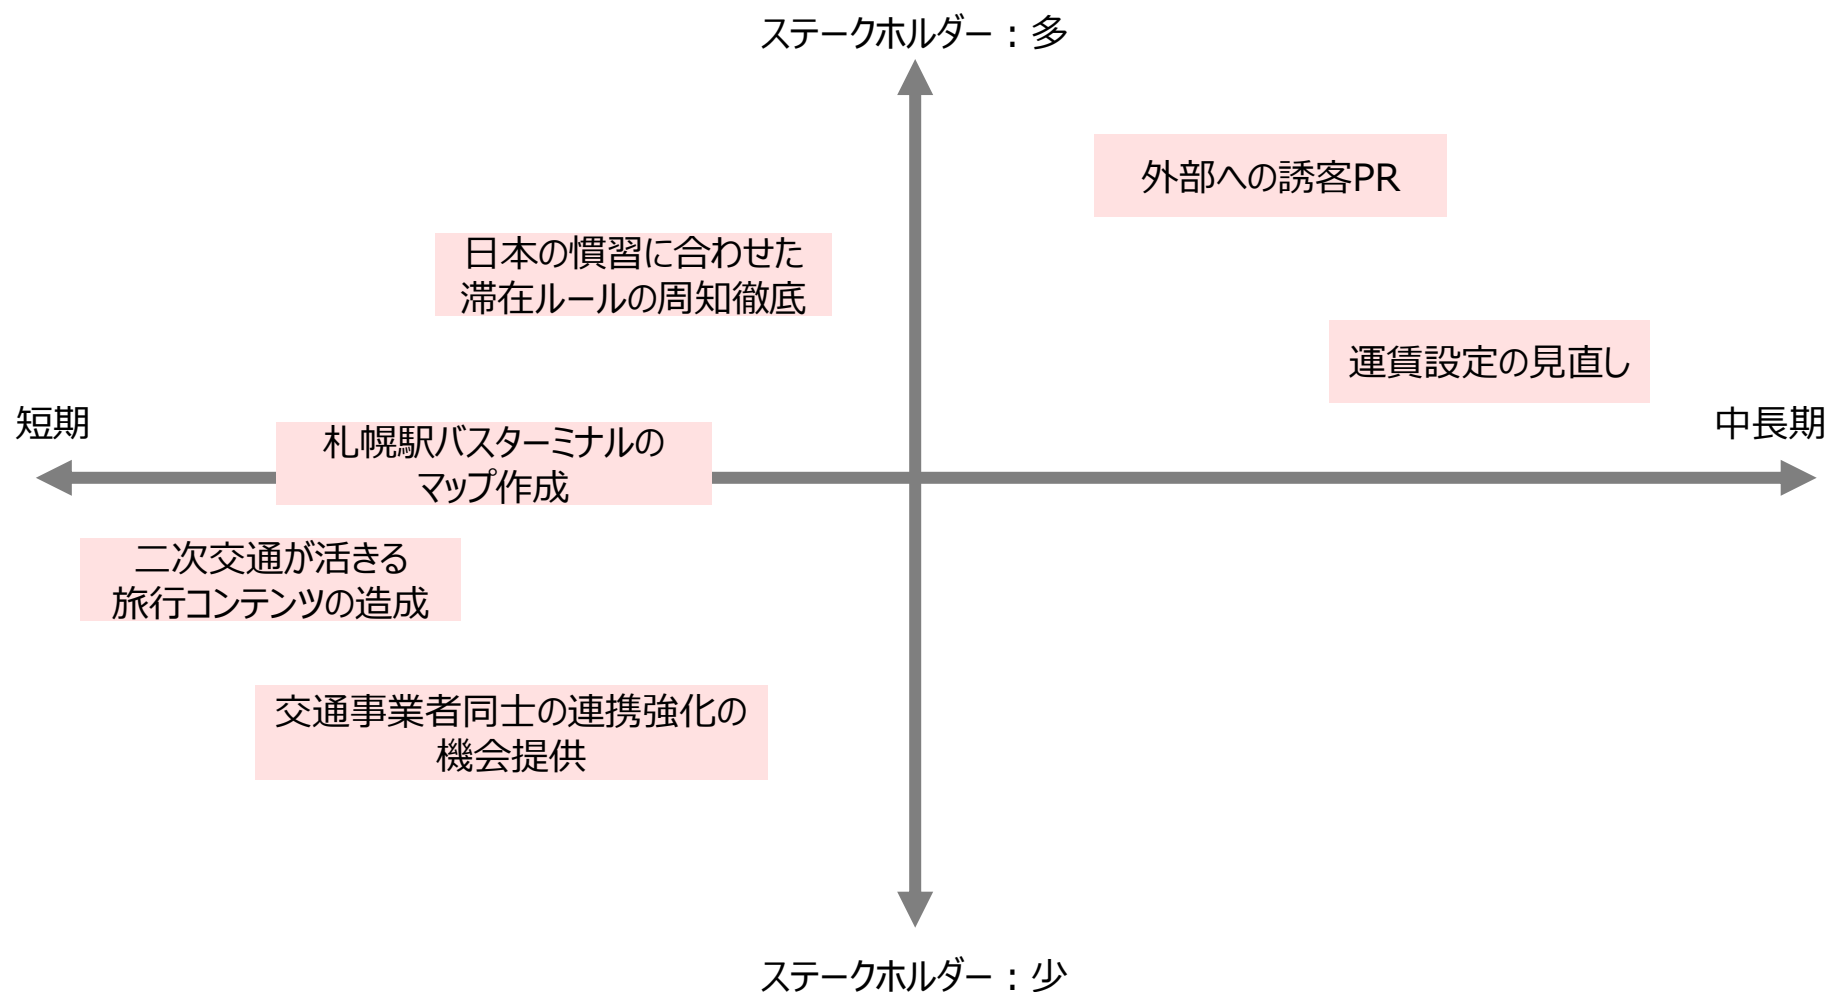 ステークホルダー：多
外部への誘客PR
日本の慣習に合わせた
滞在ルールの周知徹底
運賃設定の見直し
短期
中長期
札幌駅バスターミナルの
マップ作成
二次交通が活きる
旅行コンテンツの造成
交通事業者同士の連携強化の
機会提供
ステークホルダー：少